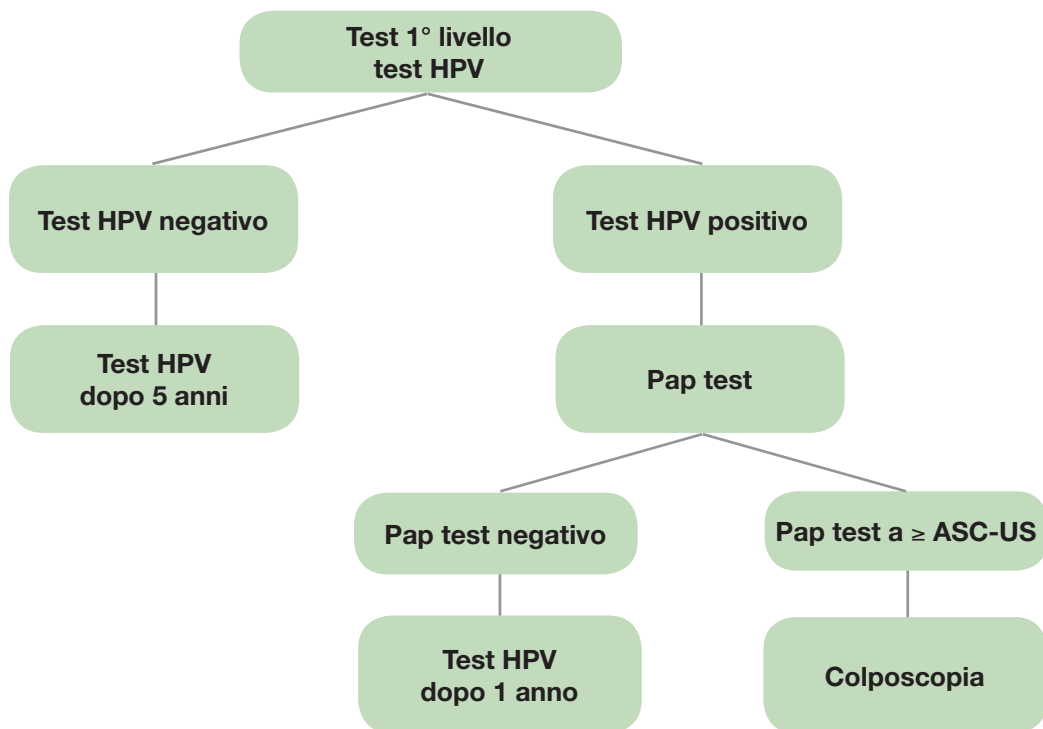 Test 1° livello
test HPV
Test HPV negativo
Test HPV positivo
Test HPV
dopo 5 anni
Pap test
Pap test negativo
Pap test a ≥ ASC-US
Test HPV
dopo 1 anno
Colposcopia